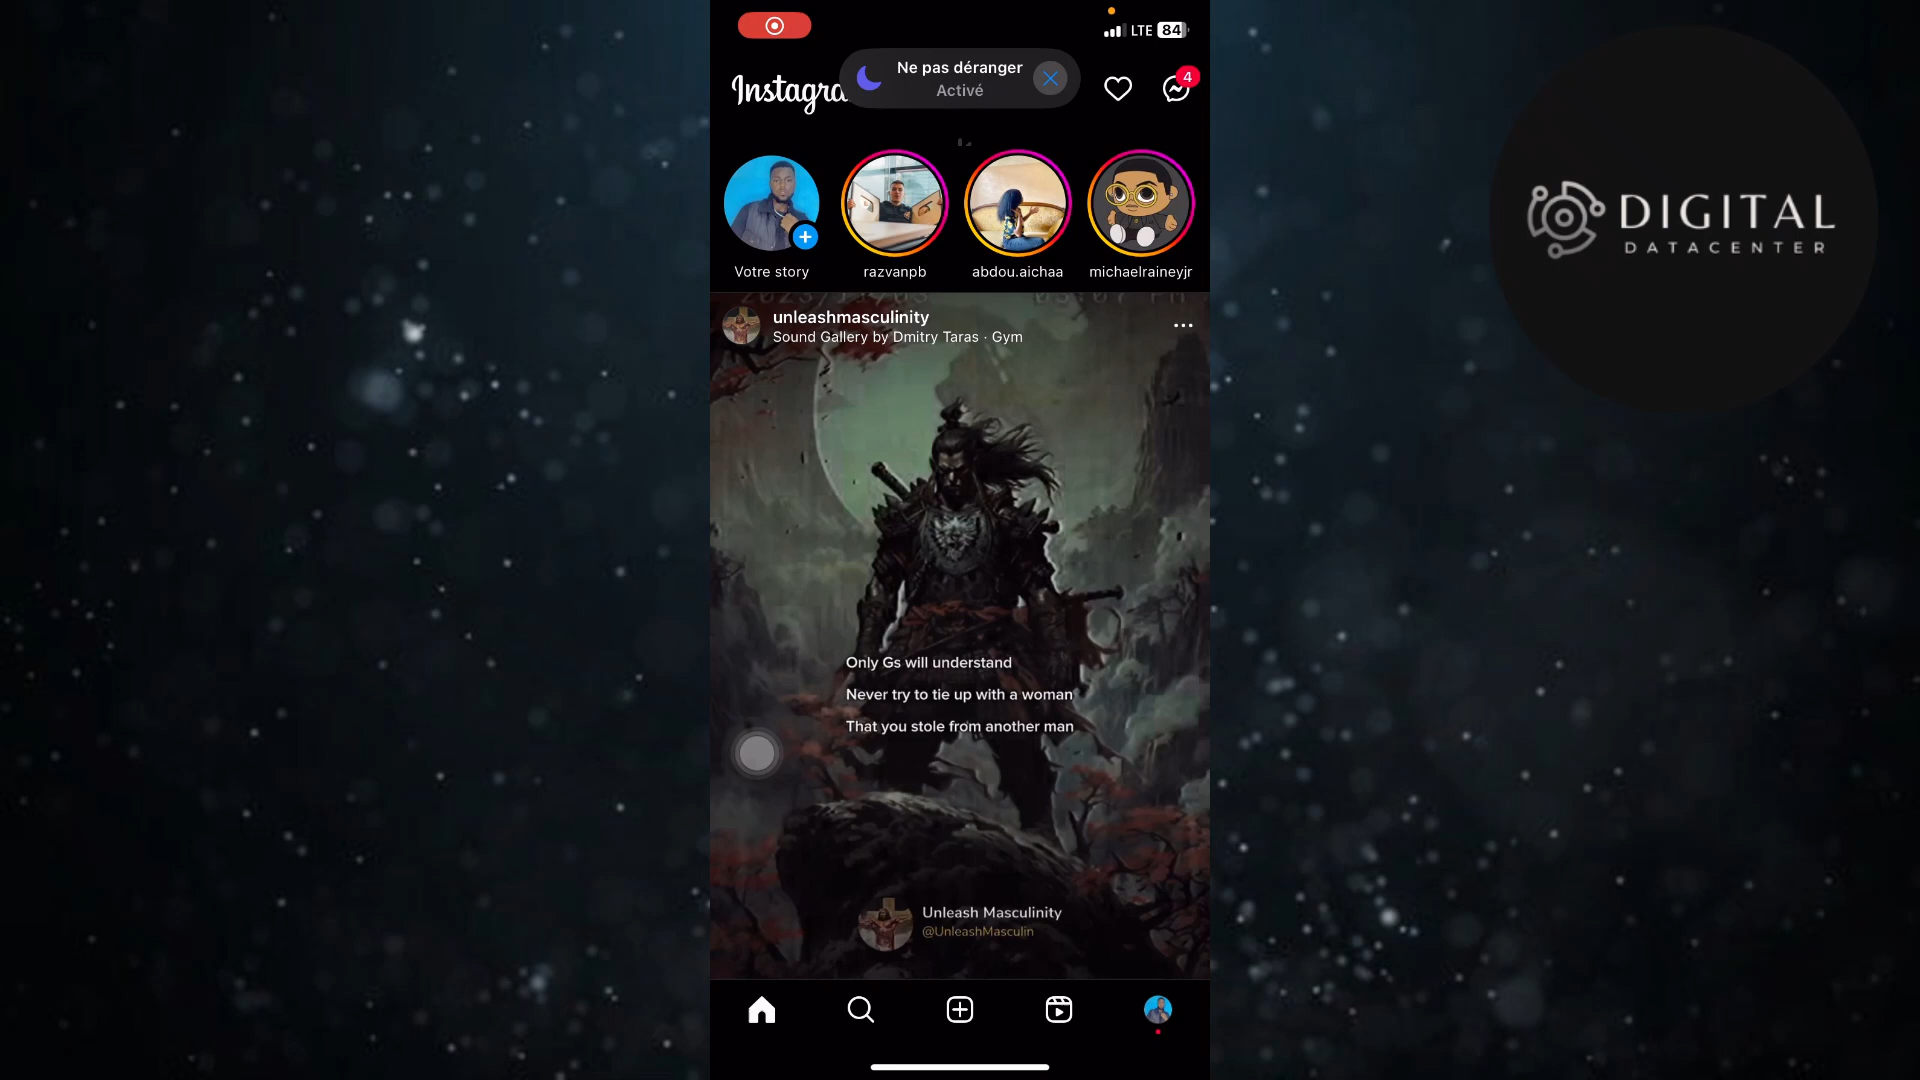 LTE 84
Ne pas déranger
Activé
Instagra
4
Votre story
razvanpb
abdou.aichaa
michaelraineyjr
unleashmasculinity
Sound Gallery by Dmitry Taras · Gym
Only Gs will understand
Never try to tie up with a woman
That you stole from another man
Unleash Masculinity
@UnleashMasculin
DIGITAL
DATACENTER